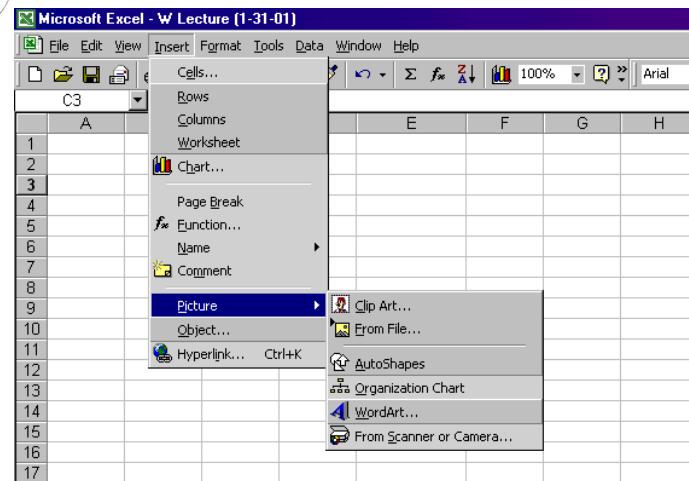 Microsoft Excel - W Lecture (1-31-01)
File Edit View Insert Format Tools Data Window Help
Σ fx 100% Arial
C3
A E F G H
1
2
3
4
5
6
7
8
9
10
11
12
13
14
15
16
17
Cells...
Rows
Columns
Worksheet
Chart...
Page Break
fx Function...
Name
Comment
Picture
Object...
Hyperlink... Ctrl+K
Clip Art...
From File...
AutoShapes
Organization Chart
WordArt...
From Scanner or Camera...